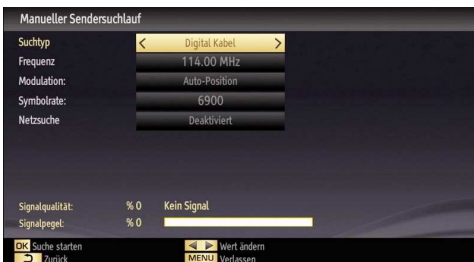 Manueller Sendersuchlauf
Suchtyp < Digital Kabel >
Frequenz 114.00 MHz
Modulation: Auto-Position
Symbolrate: 6900
Netzsuche Deaktiviert
Signalqualität: % 0 Kein Signal
Signalpegel: % 0
OK Suche starten Wert ändern
Zurück MENU Verlassen